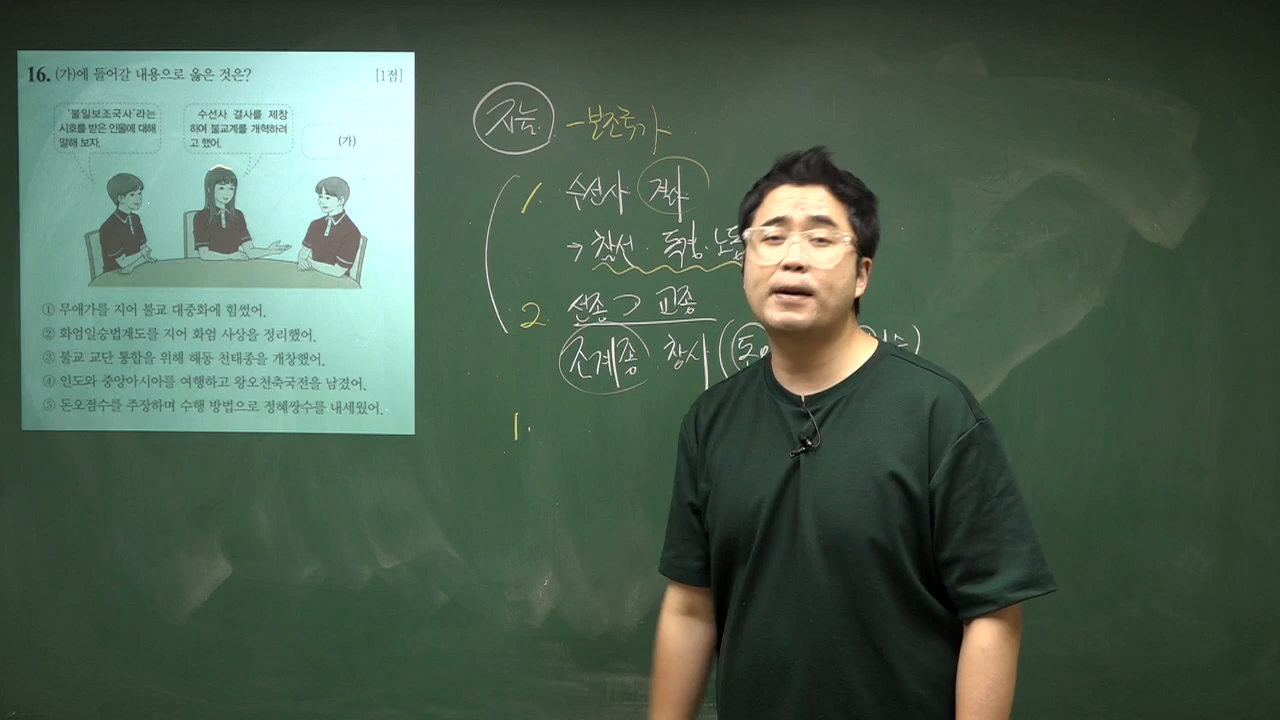 16. (가)에 들어갈 내용으로 옳은 것은? [1점]
'불일보조국사'라는
시호를 받은 인물에 대해
말해 보자.
수선사 결사를 제창
하여 불교계를 개혁하려
고 했어.
(가)
① 무애가를 지어 불교 대중화에 힘썼어.
② 화엄일승법계도를 지어 화엄 사상을 정리했어.
③ 불교 교단 통합을 위해 해동 천태종을 개창했어.
④ 인도와 중앙아시아를 여행하고 왕오천축국전을 남겼어.
⑤ 돈오점수를 주장하며 수행 방법으로 정혜쌍수를 내세웠어.
지눌 - 보조국사
1. 수선사 결사
→ 참선·독경·노동
2. 선종 > 교종
조계종 창시 (돈
1.